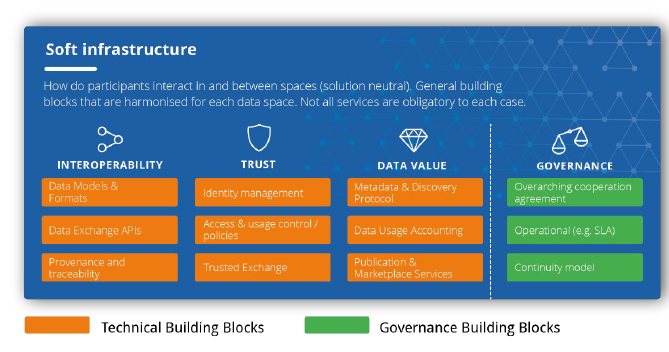 Soft infrastructure
How do participants interact in and between spaces (solution neutral). General building
blocks that are harmonised for each data space. Not all services are obligatory to each case.
INTEROPERABILITY
Data Models &
Formats
Data Exchange APIs
Provenance and
traceability
TRUST
Identity management
Access & usage control /
policies
Trusted Exchange
DATA VALUE
Metadata & Discovery
Protocol
Data Usage Accounting
Publication &
Marketplace Services
GOVERNANCE
Overarching cooperation
agreement
Operational (e.g. SLA)
Continuity model
Technical Building Blocks
Governance Building Blocks